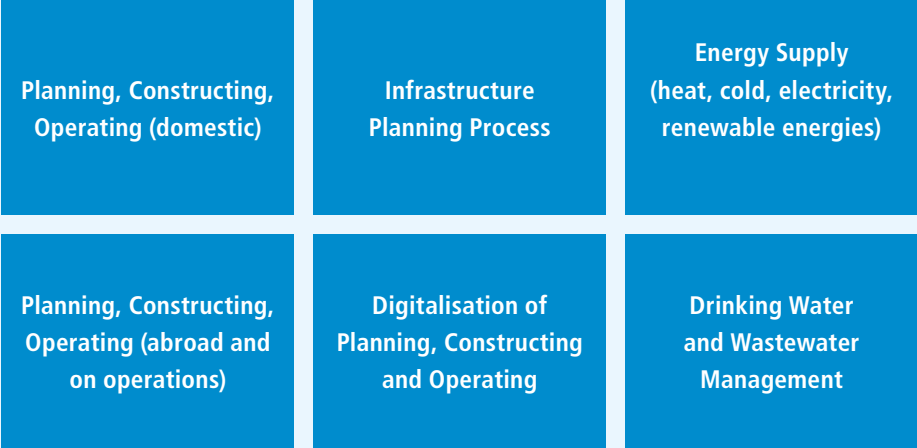 Planning, Constructing,
Operating (domestic)
Infrastructure
Planning Process
Energy Supply
(heat, cold, electricity,
renewable energies)
Planning, Constructing,
Operating (abroad and
on operations)
Digitalisation of
Planning, Constructing
and Operating
Drinking Water
and Wastewater
Management